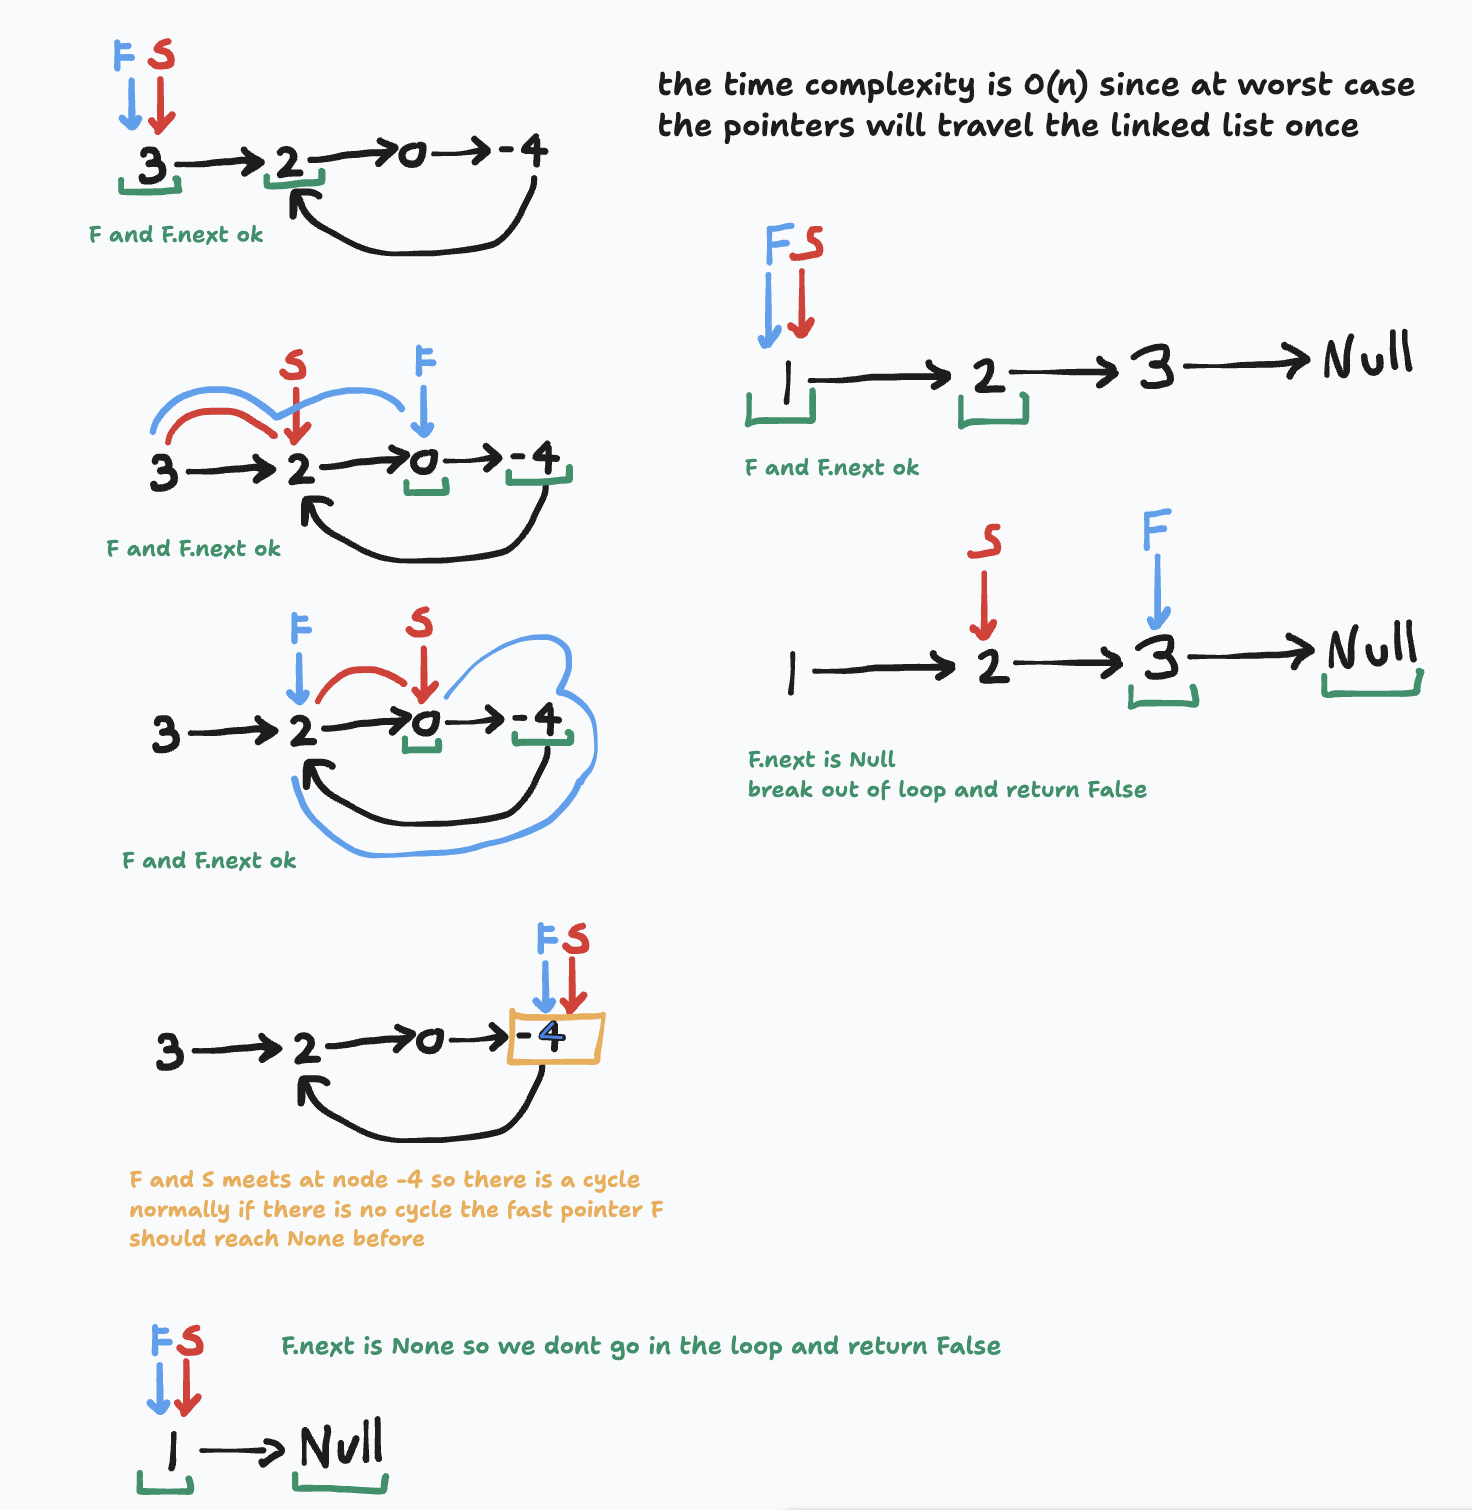 F S
the time complexity is O(n) since at worst case
the pointers will travel the linked list once
3 2 0 -4
F and F.next ok
F S
1 2 3 Null
F and F.next ok
S F
3 2 0 -4
F and F.next ok
S F
1 2 3 Null
F.next is Null
break out of loop and return False
F S
3 2 0 -4
F and F.next ok
F S
3 2 0 -4
F and S meets at node -4 so there is a cycle
normally if there is no cycle the fast pointer F
should reach None before
F S
F.next is None so we dont go in the loop and return False
1 Null